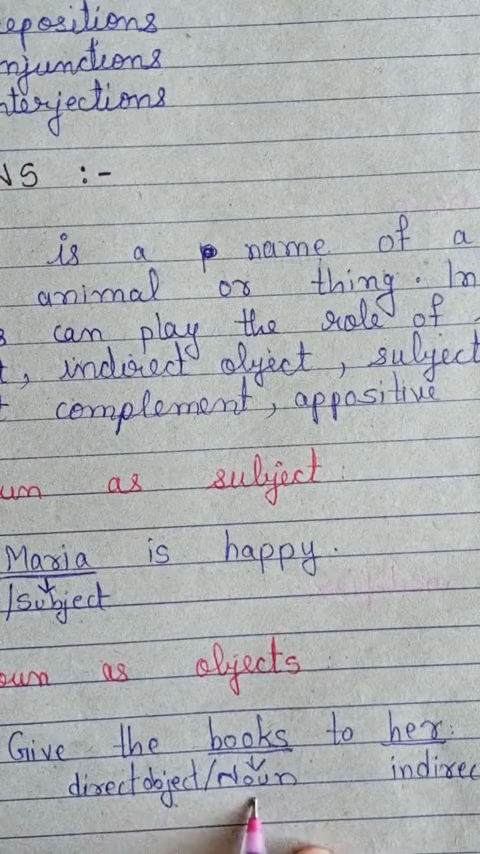 epositions
njunctions
nterjections
NS :-
is a name of a
animal or thing. In
s can play the role of
t, indirect object, subject
t complement, appositive
oun as subject:
Maria is happy.
/subject
oun as objects:
Give the books to her.
direct object/Noun indirec